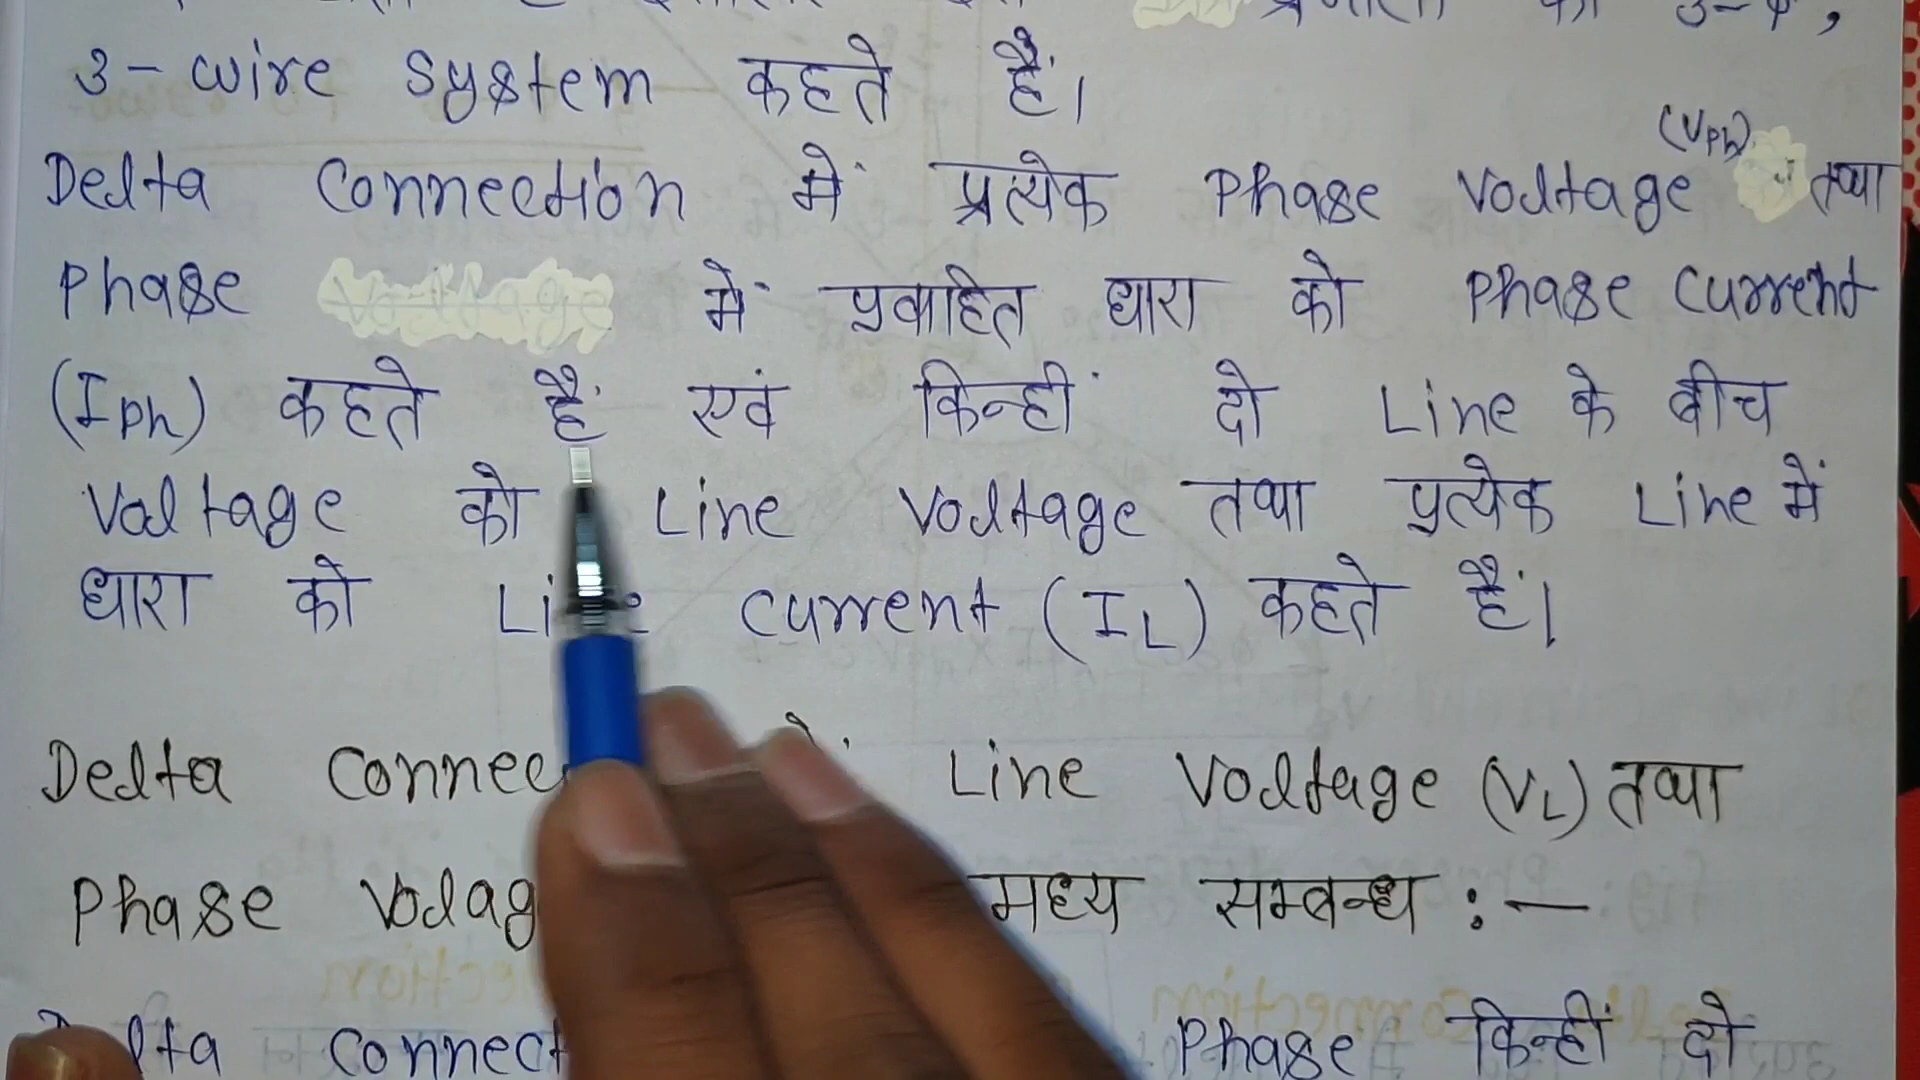 3-wire system कहते हैं।
(Vph)
Delta Connection में प्रत्येक Phase Voltage तथा
Phase में प्रवाहित धारा को Phase Current
(Iph) कहते हैं एवं किन्हीं दो Line के बीच
Voltage को Line Voltage तथा प्रत्येक Line में
धारा को Current (IL) कहते हैं।
Delta Line Voltage (VL) तथा
Phase मध्य सम्बन्ध :-
Phase किन्हीं दो